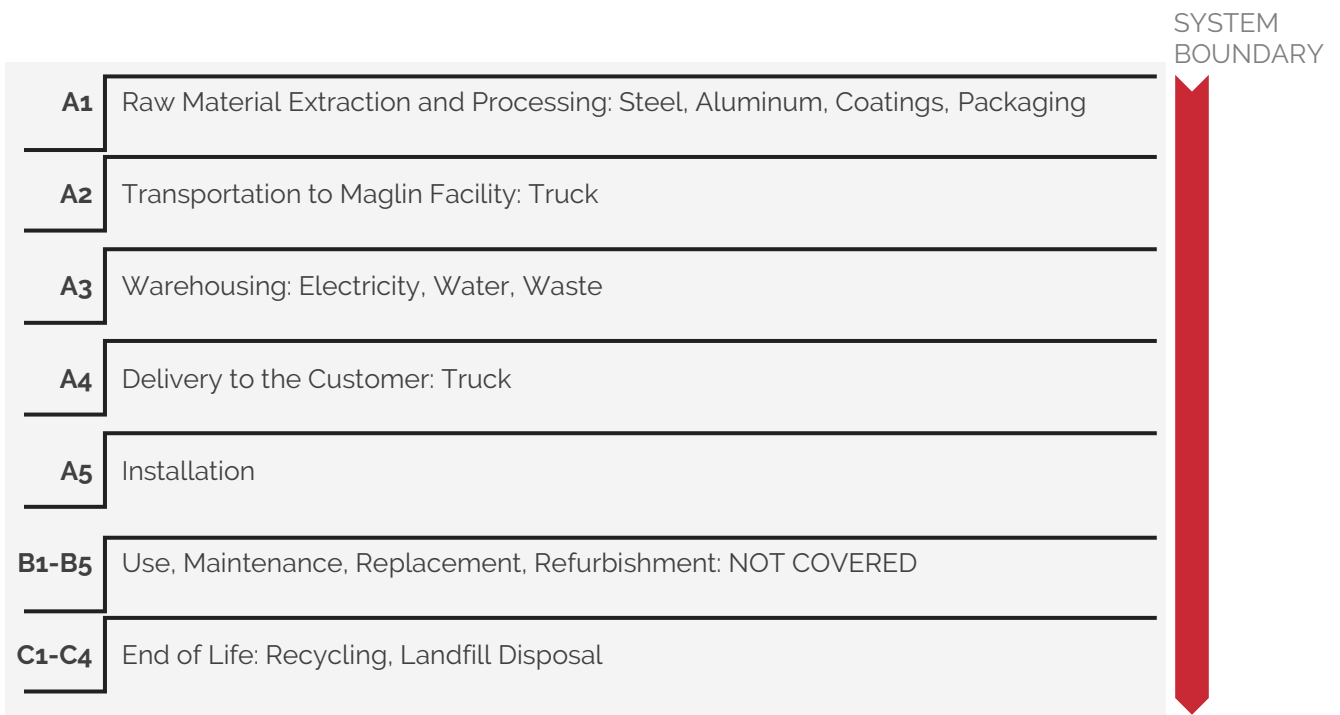 SYSTEM
BOUNDARY
A1 Raw Material Extraction and Processing: Steel, Aluminum, Coatings, Packaging
A2 Transportation to Maglin Facility: Truck
A3 Warehousing: Electricity, Water, Waste
A4 Delivery to the Customer: Truck
A5 Installation
B1-B5 Use, Maintenance, Replacement, Refurbishment: NOT COVERED
C1-C4 End of Life: Recycling, Landfill Disposal